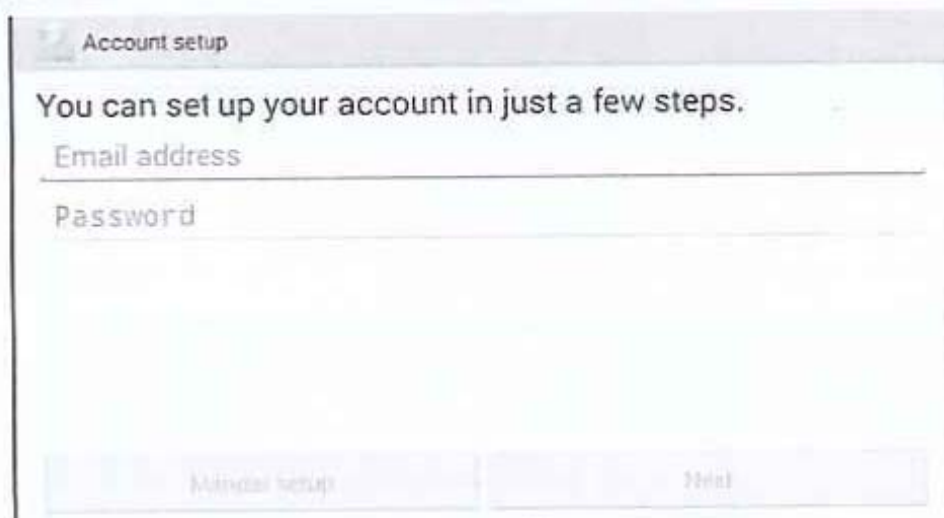 Account setup
You can set up your account in just a few steps.
Email address
Password
Manual setup
Next